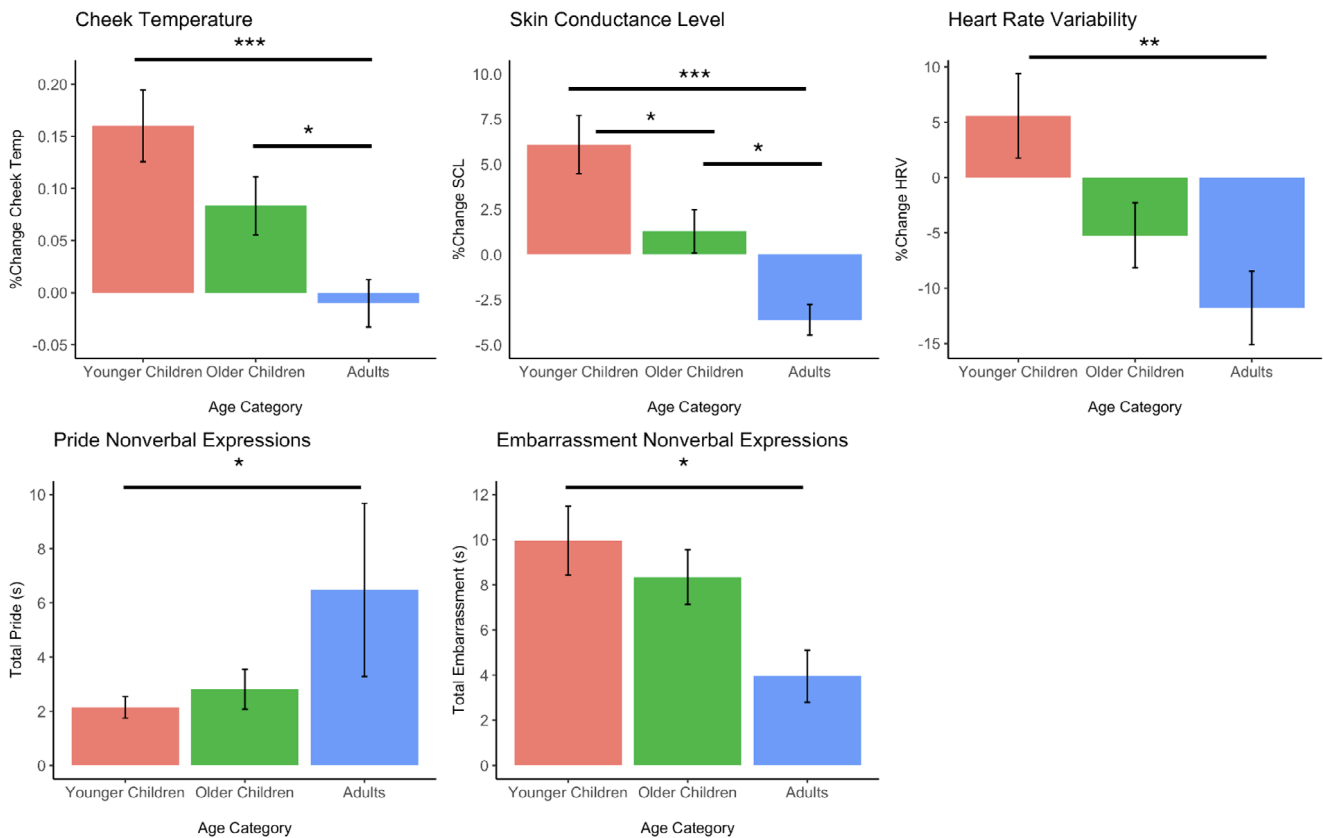 Cheek Temperature
***
*
0.20
0.15
0.10
0.05
0.00
-0.05
%Change Cheek Temp
Younger Children Older Children Adults
Age Category
Skin Conductance Level
***
*
*
10.0
7.5
5.0
2.5
0.0
-2.5
-5.0
%Change SCL
Younger Children Older Children Adults
Age Category
Heart Rate Variability
**
10
5
0
-5
-10
-15
%Change HRV
Younger Children Older Children Adults
Age Category
Pride Nonverbal Expressions
*
10
8
6
4
2
0
Total Pride (s)
Younger Children Older Children Adults
Age Category
Embarrassment Nonverbal Expressions
*
12
10
8
6
4
2
0
Total Embarrassment (s)
Younger Children Older Children Adults
Age Category